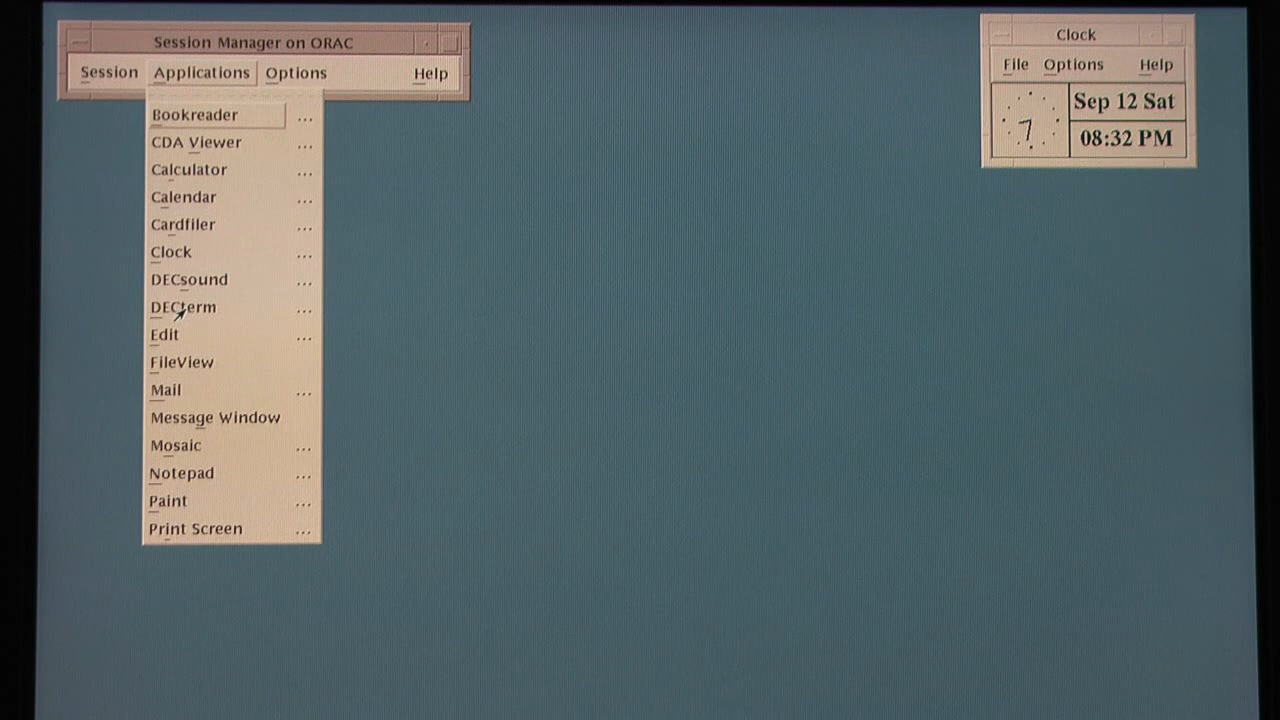 Session Manager on ORAC
Session Applications Options Help
Bookreader ...
CDA Viewer ...
Calculator ...
Calendar ...
Cardfiler ...
Clock ...
DECsound ...
DECterm ...
Edit ...
FileView
Mail ...
Message Window
Mosaic ...
Notepad ...
Paint ...
Print Screen ...
Clock
File Options Help
Sep 12 Sat
08:32 PM